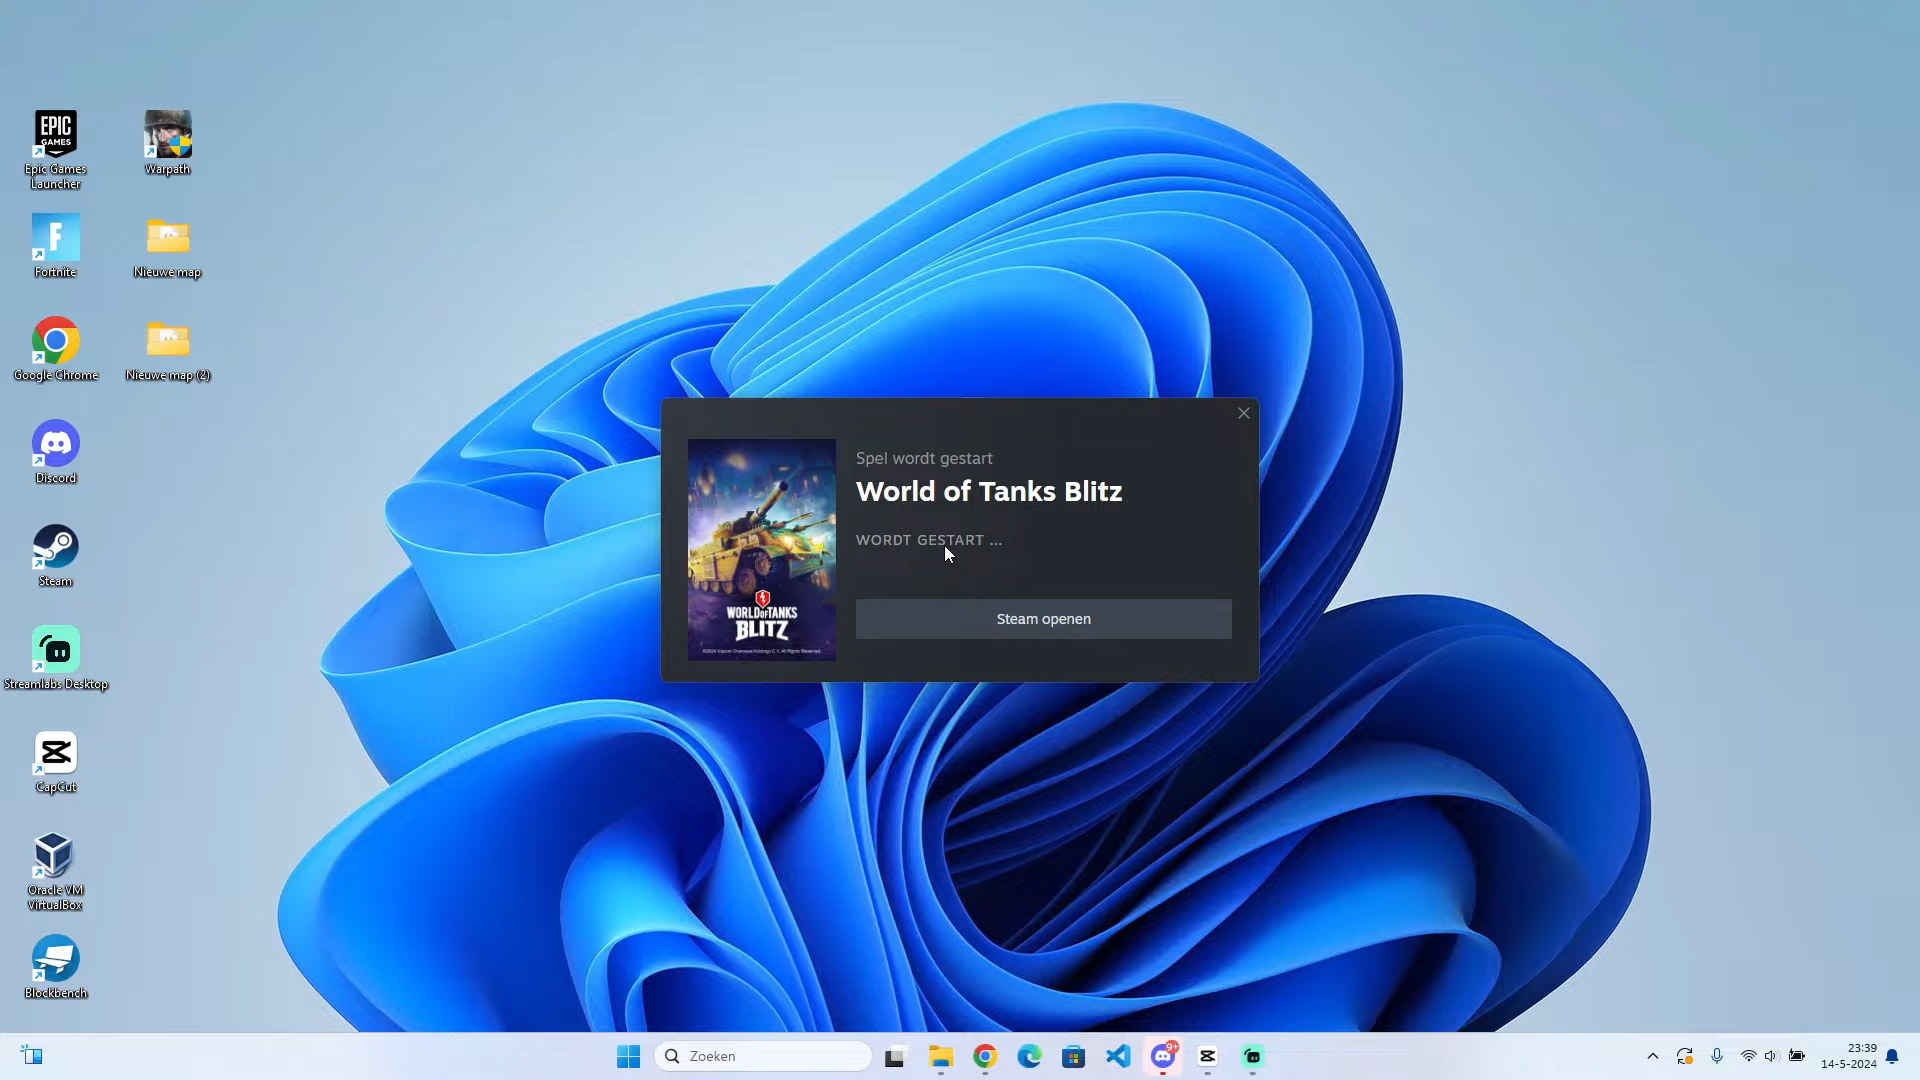 EPIC
GAMES
Epic Games
Launcher
Warpath
Fortnite
Nieuwe map
Google Chrome
Nieuwe map (2)
Discord
Steam
Streamlabs Desktop
CapCut
Oracle VM
VirtualBox
Blockbench
Spel wordt gestart
World of Tanks Blitz
WORDT GESTART ...
Steam openen
WORLD OF TANKS
BLITZ
Zoeken
9+
23:39
14-5-2024